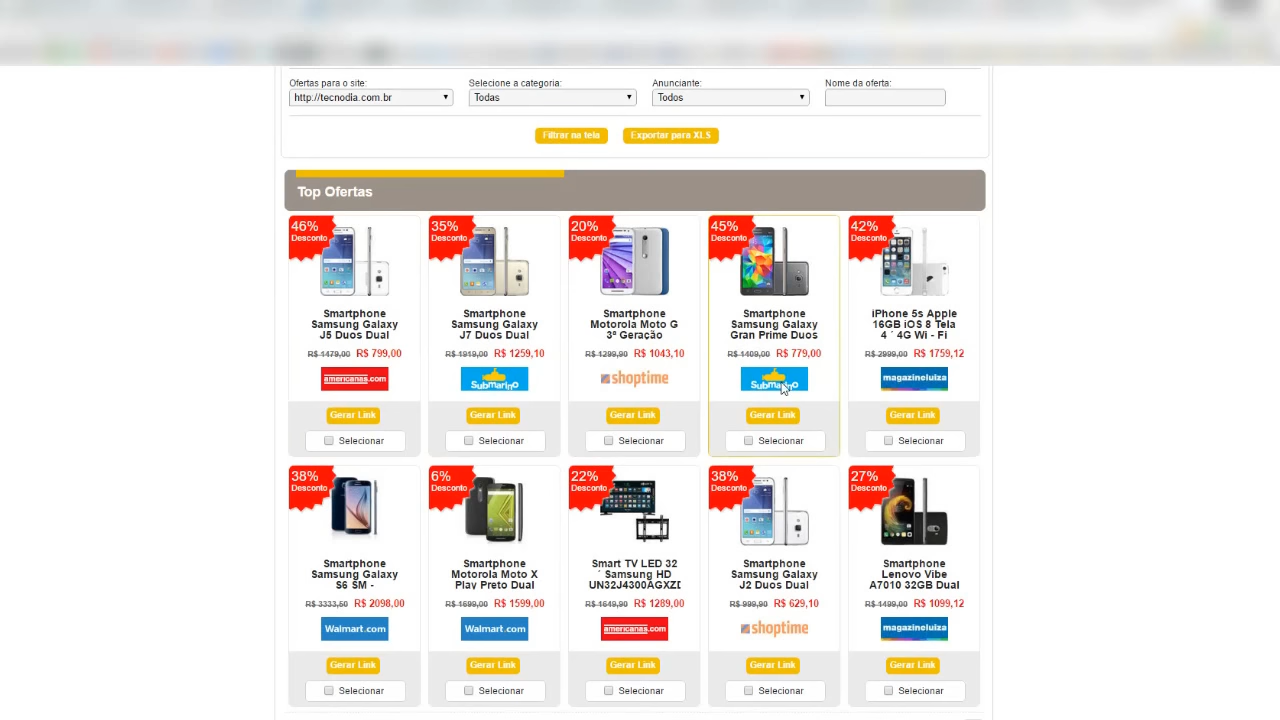 Ofertas para o site: Selecione a categoria: Anunciante: Nome da oferta:
http://tecnodia.com.br Todas Todos
Filtrar na tela Exportar para XLS
Top Ofertas
46% Desconto
Smartphone
Samsung Galaxy
J5 Duos Dual
R$ 1479,00 R$ 799,00
americanas.com
Gerar Link
Selecionar
35% Desconto
Smartphone
Samsung Galaxy
J7 Duos Dual
R$ 1919,00 R$ 1259,10
Submarino
Gerar Link
Selecionar
20% Desconto
Smartphone
Motorola Moto G
3ª Geração
R$ 1299,90 R$ 1043,10
shoptime
Gerar Link
Selecionar
45% Desconto
Smartphone
Samsung Galaxy
Gran Prime Duos
R$ 1409,00 R$ 779,00
Submarino
Gerar Link
Selecionar
42% Desconto
iPhone 5s Apple
16GB iOS 8 Tela
4 ´ 4G Wi - Fi
R$ 2999,00 R$ 1759,12
magazineluiza
Gerar Link
Selecionar
38% Desconto
Smartphone
Samsung Galaxy
S6 SM -
R$ 3333,50 R$ 2098,00
Walmart.com
Gerar Link
Selecionar
6% Desconto
Smartphone
Motorola Moto X
Play Preto Dual
R$ 1699,00 R$ 1599,00
Walmart.com
Gerar Link
Selecionar
22% Desconto
Smart TV LED 32
´ Samsung HD
UN32J4300AGXZD
R$ 1649,90 R$ 1289,00
americanas.com
Gerar Link
Selecionar
38% Desconto
Smartphone
Samsung Galaxy
J2 Duos Dual
R$ 999,90 R$ 629,10
shoptime
Gerar Link
Selecionar
27% Desconto
Smartphone
Lenovo Vibe
A7010 32GB Dual
R$ 1499,00 R$ 1099,12
magazineluiza
Gerar Link
Selecionar